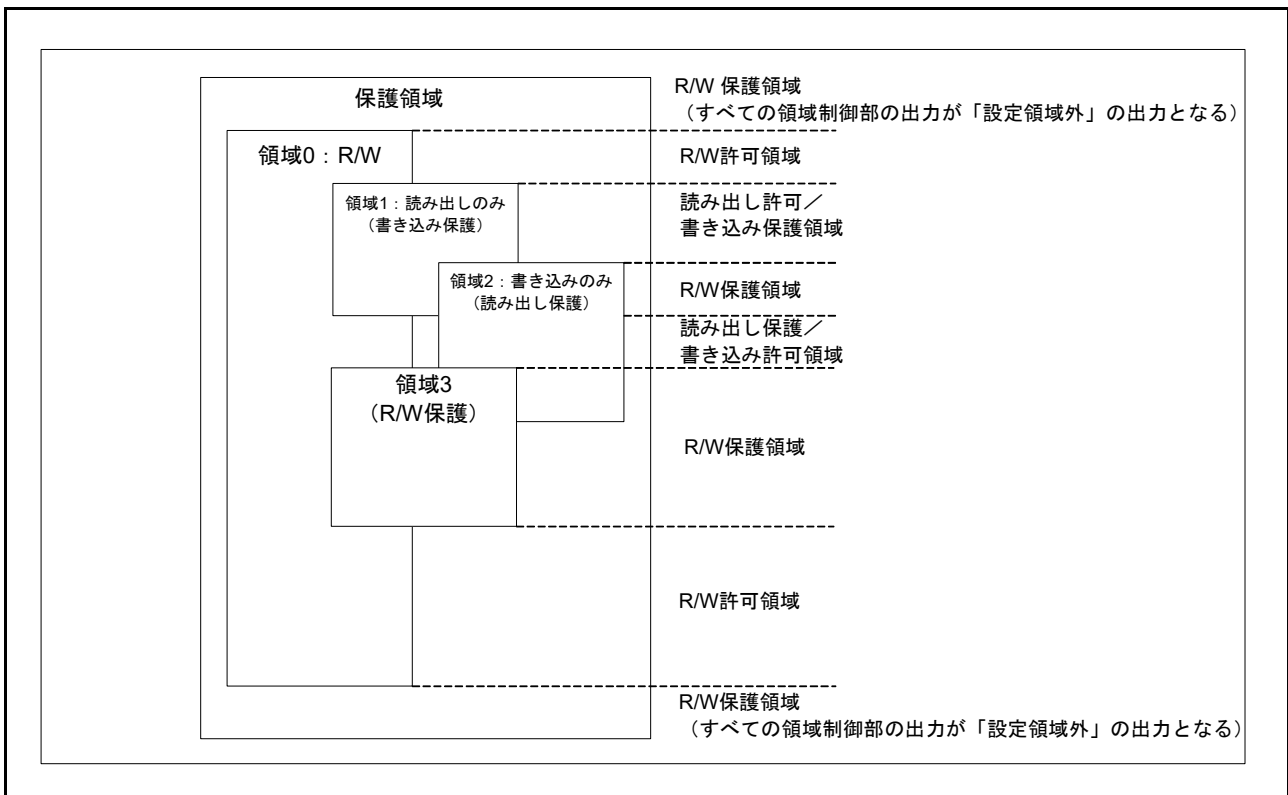 保護領域
R/W 保護領域
（すべての領域制御部の出力が「設定領域外」の出力となる）
領域0：R/W
R/W許可領域
領域1：読み出しのみ
（書き込み保護）
読み出し許可／
書き込み保護領域
領域2：書き込みのみ
（読み出し保護）
R/W保護領域
読み出し保護／
書き込み許可領域
領域3
（R/W保護）
R/W保護領域
R/W許可領域
R/W保護領域
（すべての領域制御部の出力が「設定領域外」の出力となる）